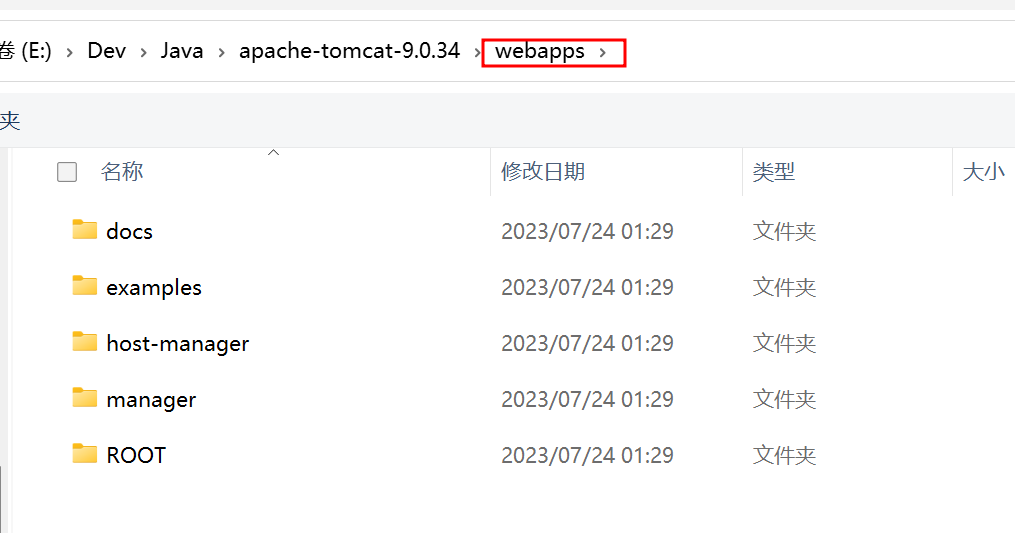 卷 (E:) › Dev › Java › apache-tomcat-9.0.34 › webapps ›
夹
名称 修改日期 类型 大小
docs 2023/07/24 01:29 文件夹
examples 2023/07/24 01:29 文件夹
host-manager 2023/07/24 01:29 文件夹
manager 2023/07/24 01:29 文件夹
ROOT 2023/07/24 01:29 文件夹